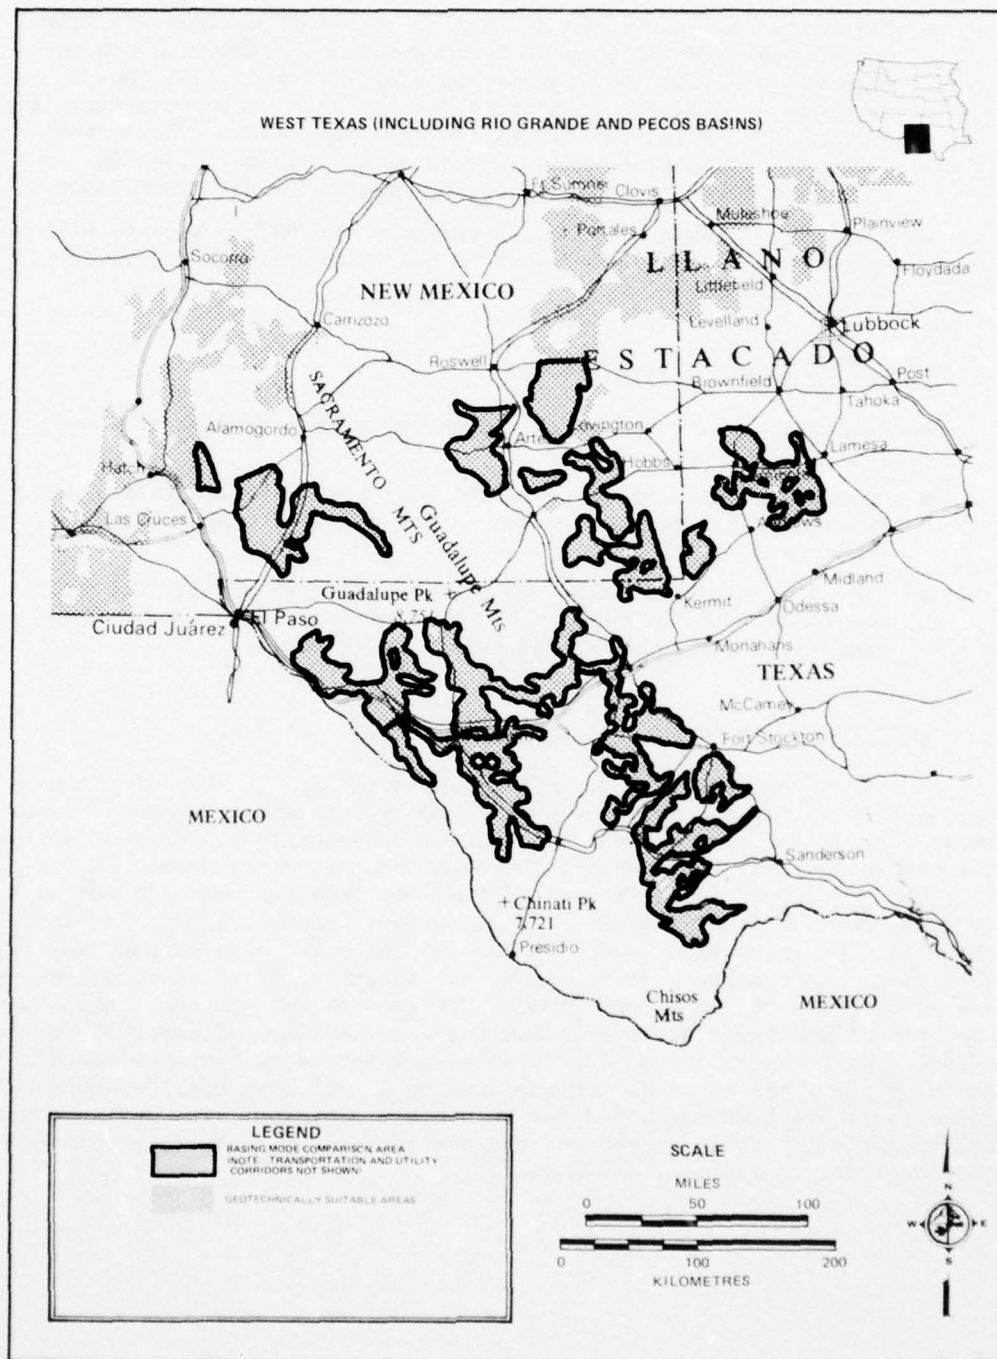 WEST TEXAS (INCLUDING RIO GRANDE AND PECOS BASINS)
Ft Sumner
Clovis
Muleshoe
Plainview
Portales
Socorro
LLANO
Floydada
Littlefield
NEW MEXICO
Carrizozo
Levelland
Lubbock
Roswell
ESTACADO
Post
Brownfield
Tahoka
SACRAMENTO
MTS
Alamogordo
Lovington
Lamesa
Hobbs
Hatch
Guadalupe Mts
Las Cruces
Midland
Guadalupe Pk
8,751
Kermit
Odessa
El Paso
Ciudad Juárez
Monahans
TEXAS
McCamey
Fort Stockton
MEXICO
Sanderson
Chinati Pk
7,721
Presidio
Chisos
Mts
MEXICO
LEGEND
BASING MODE COMPARISON AREA
(NOTE: TRANSPORTATION AND UTILITY
CORRIDORS NOT SHOWN)
GEOTECHNICALLY SUITABLE AREAS
SCALE
MILES
0 50 100
0 100 200
KILOMETRES
N
W E
S